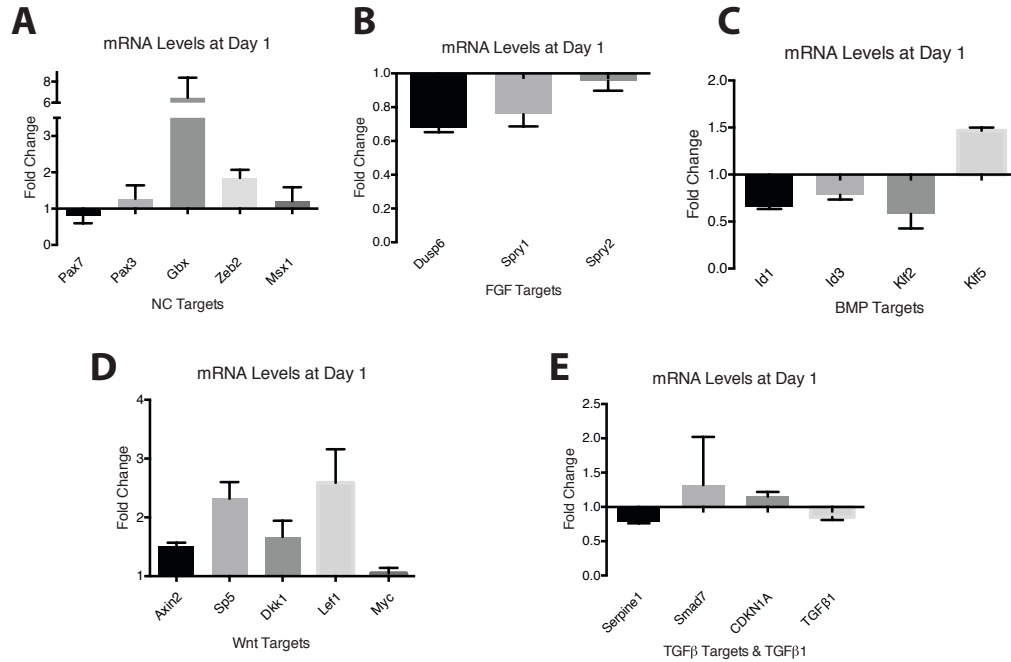 A
mRNA Levels at Day 1
Fold Change
8
6
3
2
1
0
Pax7
Pax3
Gbx
Zeb2
Msx1
NC Targets
B
mRNA Levels at Day 1
Fold Change
1.0
0.8
0.6
0.4
0.2
0.0
Dusp6
Spry1
Spry2
FGF Targets
C
mRNA Levels at Day 1
Fold Change
2.0
1.5
1.0
0.5
0.0
Id1
Id3
Klf2
Klf5
BMP Targets
D
mRNA Levels at Day 1
Fold Change
4
3
2
1
Axin2
Sp5
DKk1
Lef1
Myc
Wnt Targets
E
mRNA Levels at Day 1
Fold Change
2.5
2.0
1.5
1.0
0.5
0.0
Serpine1
Smad7
CDKN1A
TGFβ1
TGFβ Targets & TGFβ1